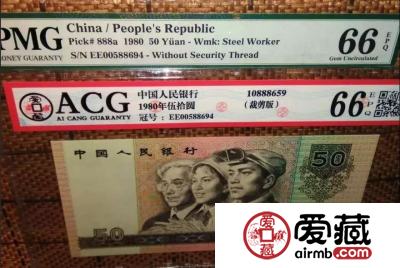 PMG
MONEY GUARANTY
China / People's Republic
Pick# 888a 1980 50 Yüan - Wmk: Steel Worker
S/N EE00588694 - Without Security Thread
66 EPQ
Gem Uncirculated
ACG
AI CANG GUARANTY
中国人民银行
1980年伍拾圆
冠号：EE00588694
10888659
（裁剪版）
66 EPQ
中国人民银行
50
50
爱藏
airmb.com